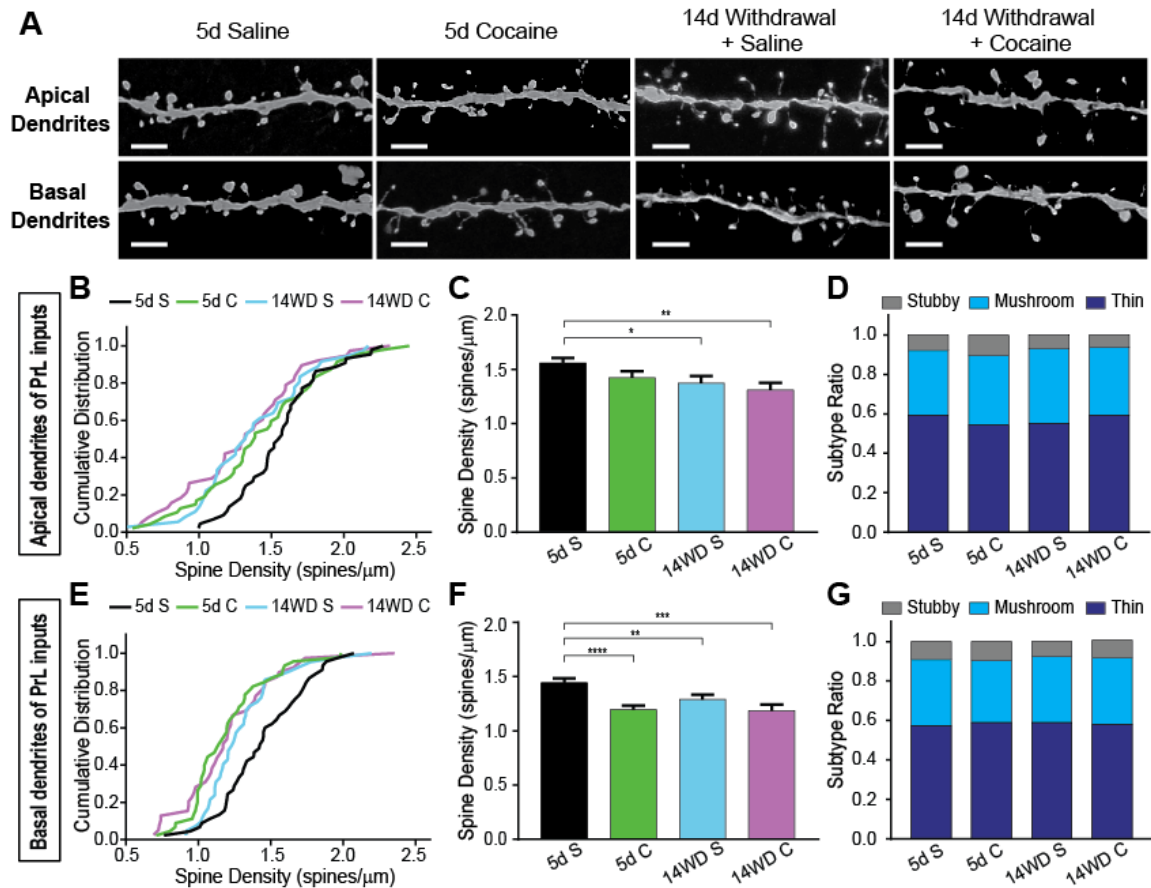 A
5d Saline
5d Cocaine
14d Withdrawal
+ Saline
14d Withdrawal
+ Cocaine
Apical
Dendrites
Basal
Dendrites
Apical dendrites of PrL inputs
B
5d S 5d C 14WD S 14WD C
Cumulative Distribution
1.0
0.8
0.6
0.4
0.2
0.0
0.5 1.0 1.5 2.0 2.5
Spine Density (spines/μm)
C
Spine Density (spines/μm)
2.0
1.5
1.0
1.5
0.0
*
**
5d S
5d C
14WD S
14WD C
D
Stubby Mushroom Thin
Subtype Ratio
1.0
0.8
0.6
0.4
0.2
0.0
5d S
5d C
14WD S
14WD C
Basal dendrites of PrL inputs
E
5d S 5d C 14WD S 14WD C
Cumulative Distribution
1.0
0.8
0.6
0.4
0.2
0.0
0.5 1.0 1.5 2.0 2.5
Spine Density (spines/μm)
F
Spine Density (spines/μm)
2.0
1.5
1.0
1.5
0.0
***
**
****
5d S
5d C
14WD S
14WD C
G
Stubby Mushroom Thin
Subtype Ratio
1.0
0.8
0.6
0.4
0.2
0.0
5d S
5d C
14WD S
14WD C